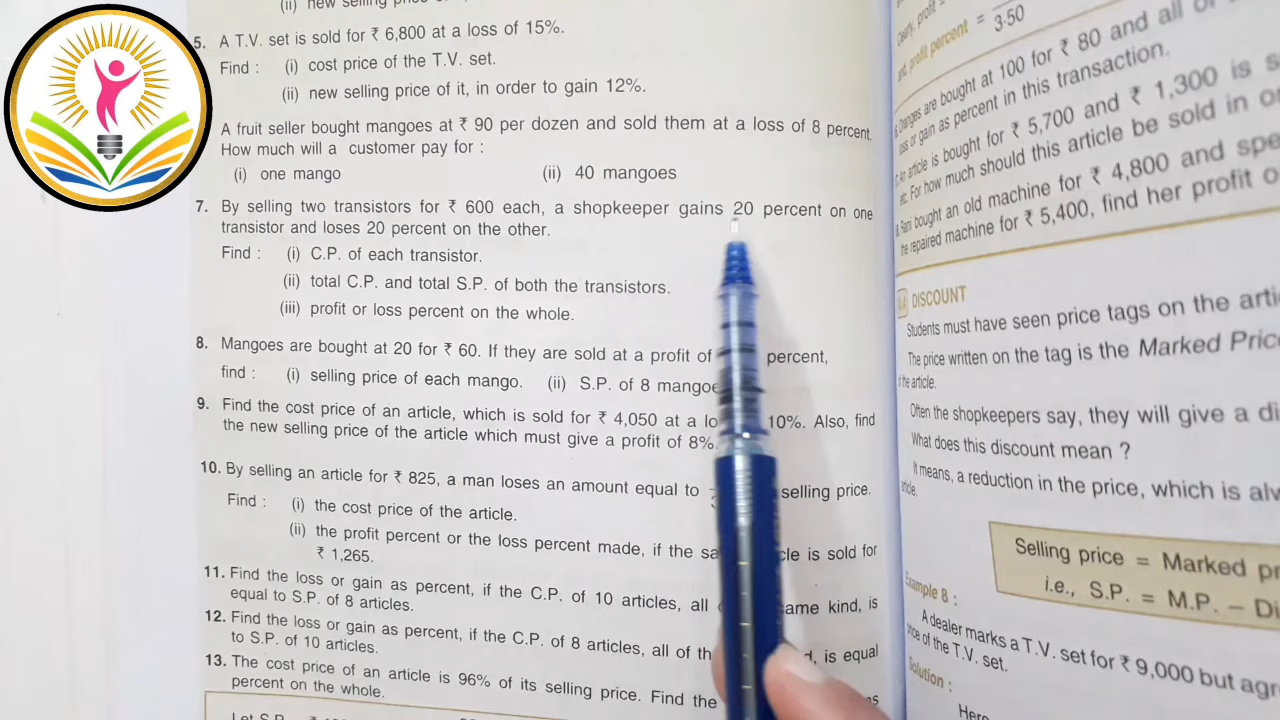 (ii) new selling
5. A T.V. set is sold for ₹ 6,800 at a loss of 15%.
Find : (i) cost price of the T.V. set.
(ii) new selling price of it, in order to gain 12%.
A fruit seller bought mangoes at ₹ 90 per dozen and sold them at a loss of 8 percent.
How much will a customer pay for :
(i) one mango (ii) 40 mangoes
7. By selling two transistors for ₹ 600 each, a shopkeeper gains 20 percent on one
transistor and loses 20 percent on the other.
Find : (i) C.P. of each transistor.
(ii) total C.P. and total S.P. of both the transistors.
(iii) profit or loss percent on the whole.
8. Mangoes are bought at 20 for ₹ 60. If they are sold at a profit of percent,
find : (i) selling price of each mango. (ii) S.P. of 8 mangoe
9. Find the cost price of an article, which is sold for ₹ 4,050 at a lo 10%. Also, find
the new selling price of the article which must give a profit of 8%.
10. By selling an article for ₹ 825, a man loses an amount equal to selling price.
Find : (i) the cost price of the article.
(ii) the profit percent or the loss percent made, if the sa cle is sold for
₹ 1,265.
11. Find the loss or gain as percent, if the C.P. of 10 articles, all ame kind, is
equal to S.P. of 8 articles.
12. Find the loss or gain as percent, if the C.P. of 8 articles, all of th d, is equal
to S.P. of 10 articles.
13. The cost price of an article is 96% of its selling price. Find the
percent on the whole.
profit =
and, profit percent = 3·50
Oranges are bought at 100 for ₹ 80 and all of
loss or gain as percent in this transaction.
An article is bought for ₹ 5,700 and ₹ 1,300 is s
For how much should this article be sold in or
Rani bought an old machine for ₹ 4,800 and spe
the repaired machine for ₹ 5,400, find her profit o
DISCOUNT
Students must have seen price tags on the arti
The price written on the tag is the Marked Pric
of the article.
Often the shopkeepers say, they will give a di
What does this discount mean ?
It means, a reduction in the price, which is alw
article.
Selling price = Marked pr
i.e., S.P. = M.P. – Di
Example 8 :
A dealer marks a T.V. set for ₹ 9,000 but agr
price of the T.V. set.
Solution :
Here